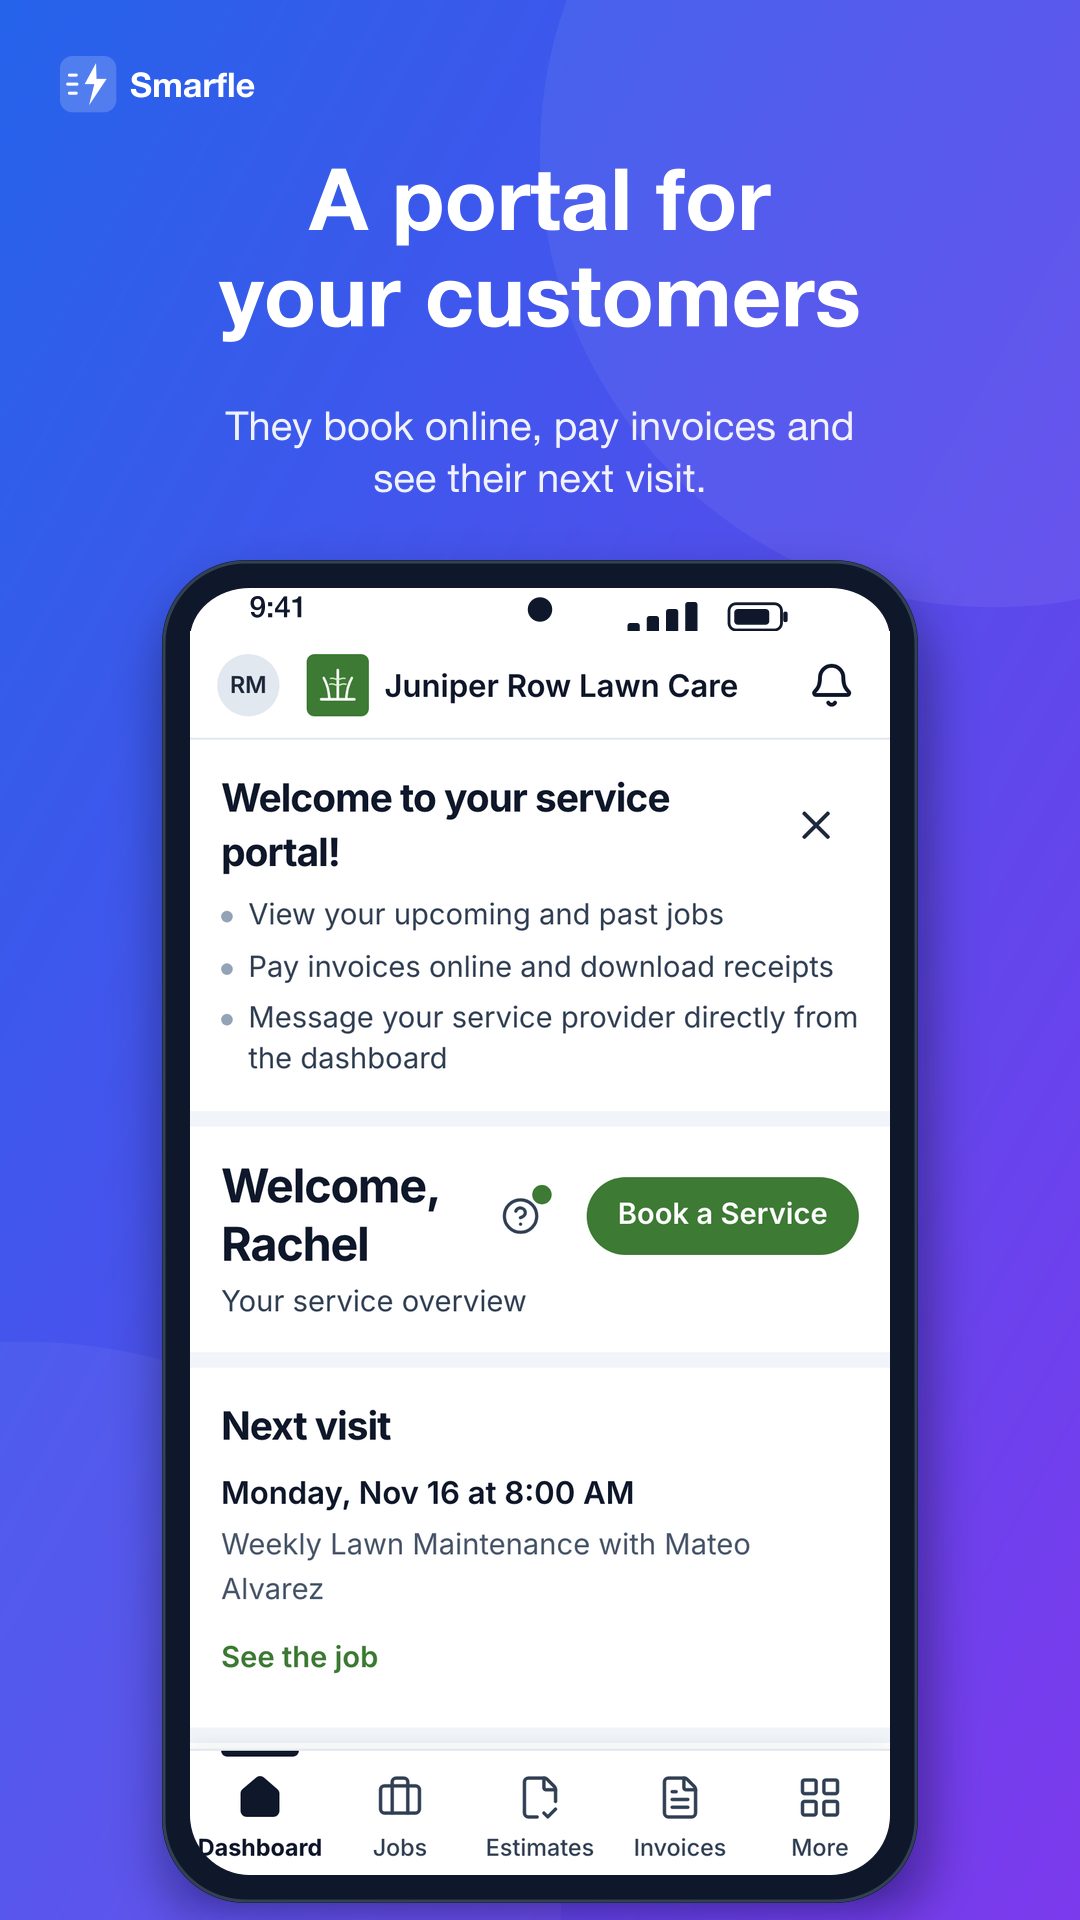 Smarfle
A portal for
your customers
They book online, pay invoices and
see their next visit.
9:41
RM
Juniper Row Lawn Care
Welcome to your service
portal!
View your upcoming and past jobs
Pay invoices online and download receipts
Message your service provider directly from
the dashboard
Welcome,
Rachel
Book a Service
Your service overview
Next visit
Monday, Nov 16 at 8:00 AM
Weekly Lawn Maintenance with Mateo
Alvarez
See the job
Dashboard
Jobs
Estimates
Invoices
More